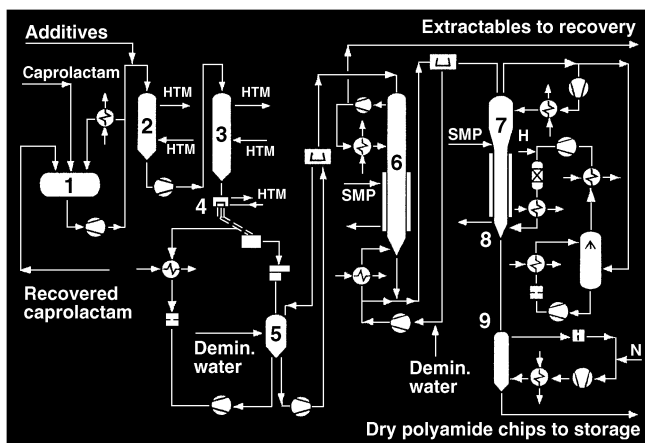 Extractables to recovery
Additives
Caprolactam
HTM
HTM
2
3
7
HTM
HTM
SMP
H
6
1
SMP
4
HTM
8
Recovered
caprolactam
9
5
Demin.
water
Demin.
water
N
Dry polyamide chips to storage